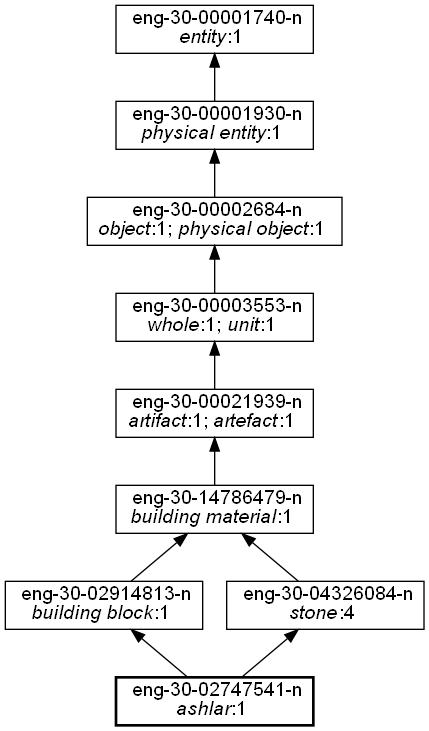 eng-30-00001740-n
entity:1
eng-30-00001930-n
physical entity:1
eng-30-00002684-n
object:1; physical object:1
eng-30-00003553-n
whole:1; unit:1
eng-30-00021939-n
artifact:1; artefact:1
eng-30-14786479-n
building material:1
eng-30-02914813-n
building block:1
eng-30-04326084-n
stone:4
eng-30-02747541-n
ashlar:1